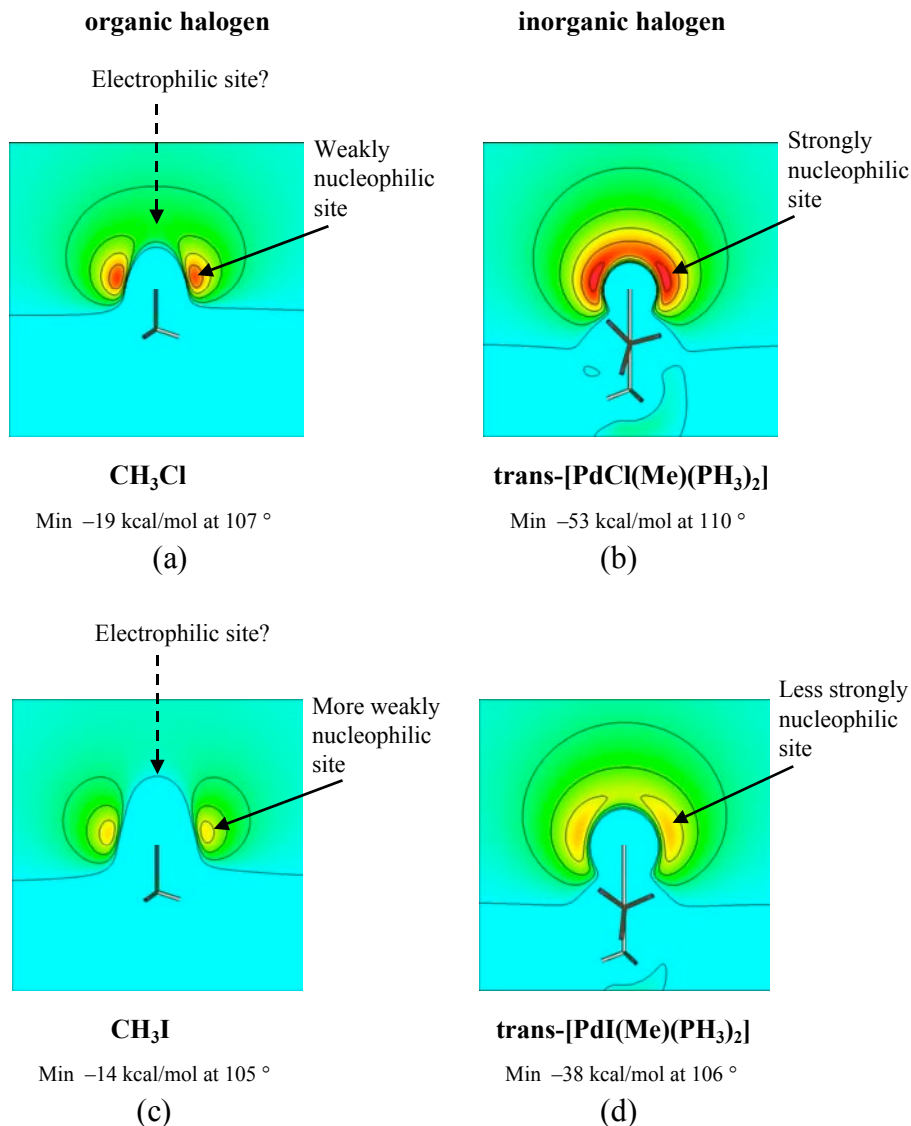 organic halogen
inorganic halogen
Electrophilic site?
Weakly
nucleophilic
site
Strongly
nucleophilic
site
CH₃Cl
Min –19 kcal/mol at 107 °
(a)
trans-[PdCl(Me)(PH₃)₂]
Min –53 kcal/mol at 110 °
(b)
Electrophilic site?
More weakly
nucleophilic
site
Less strongly
nucleophilic
site
CH₃I
Min –14 kcal/mol at 105 °
(c)
trans-[PdI(Me)(PH₃)₂]
Min –38 kcal/mol at 106 °
(d)